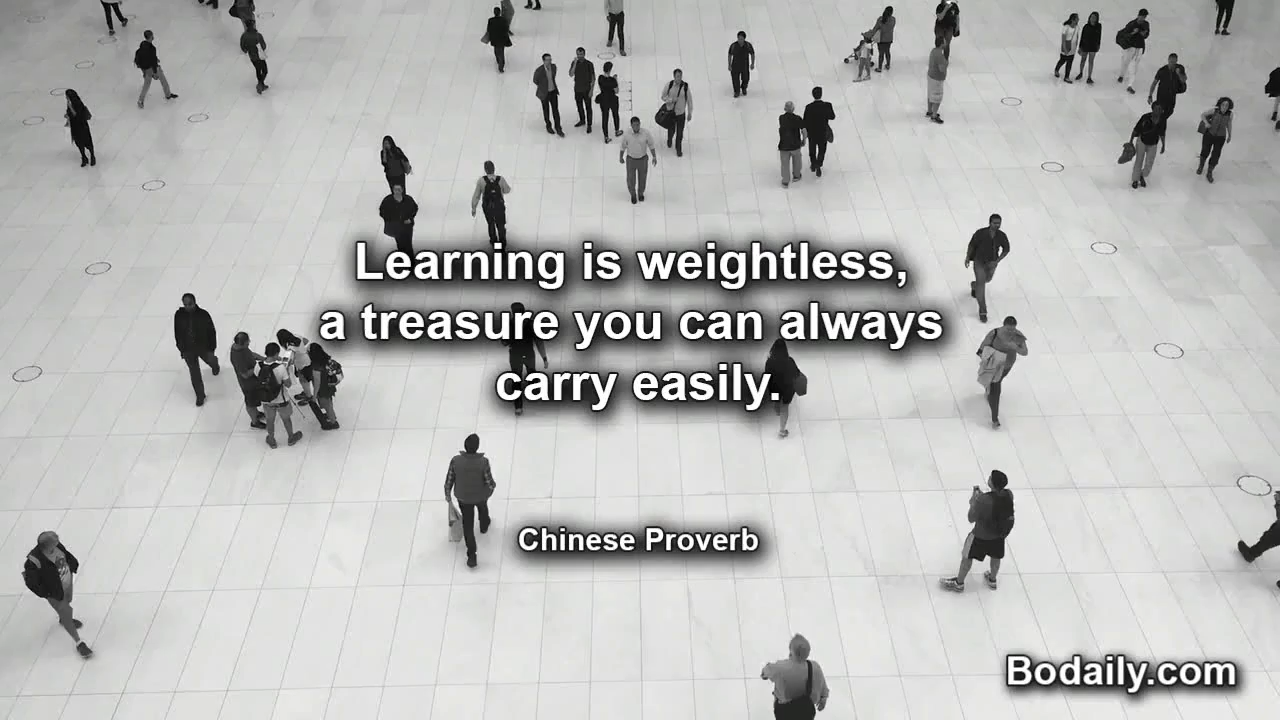 Learning is weightless,
a treasure you can always
carry easily.
Chinese Proverb
Bodaily.com